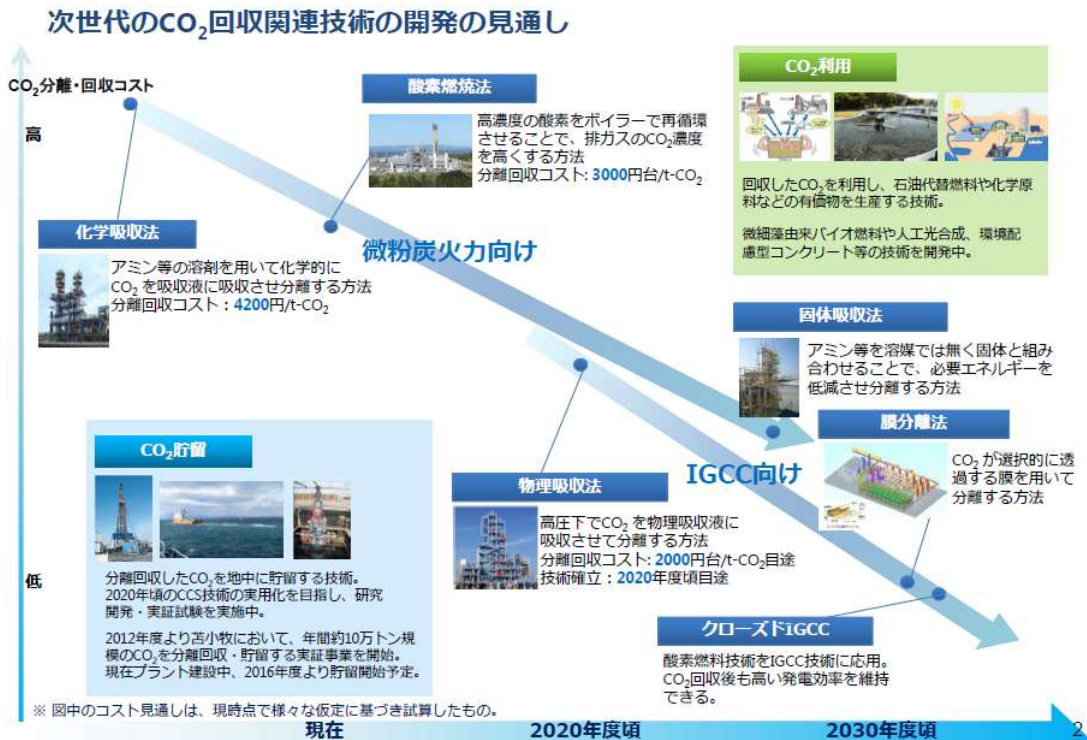 次世代のCO2回収関連技術の開発の見通し
CO2分離・回収コスト
高
低
酸素燃焼法
高濃度の酸素をボイラーで再循環
させることで、排ガスのCO2濃度
を高くする方法
分離回収コスト: 3000円台/t-CO2
化学吸収法
アミン等の溶剤を用いて化学的に
CO2 を吸収液に吸収させ分離する方法
分離回収コスト：4200円/t-CO2
微粉炭火力向け
CO2利用
回収したCO2を利用し、石油代替燃料や化学原
料などの有価物を生産する技術。
微細藻由来バイオ燃料や人工光合成、環境配
慮型コンクリート等の技術を開発中。
固体吸収法
アミン等を溶媒では無く固体と組み
合わせることで、必要エネルギーを
低減させ分離する方法
膜分離法
CO2 が選択的に透
過する膜を用いて
分離する方法
IGCC向け
物理吸収法
高圧下でCO2 を物理吸収液に
吸収させて分離する方法
分離回収コスト: 2000円台/t-CO2目途
技術確立：2020年度頃目途
CO2貯留
分離回収したCO2を地中に貯留する技術。
2020年頃のCCS技術の実用化を目指し、研究
開発・実証試験を実施中。
2012年度より苫小牧において、年間約10万トン規
模のCO2を分離回収・貯留する実証事業を開始。
現在プラント建設中、2016年度より貯留開始予定。
クローズドIGCC
酸素燃料技術をIGCC技術に応用。
CO2回収後も高い発電効率を維持
できる。
※ 図中のコスト見通しは、現時点で様々な仮定に基づき試算したもの。
現在
2020年度頃
2030年度頃
2